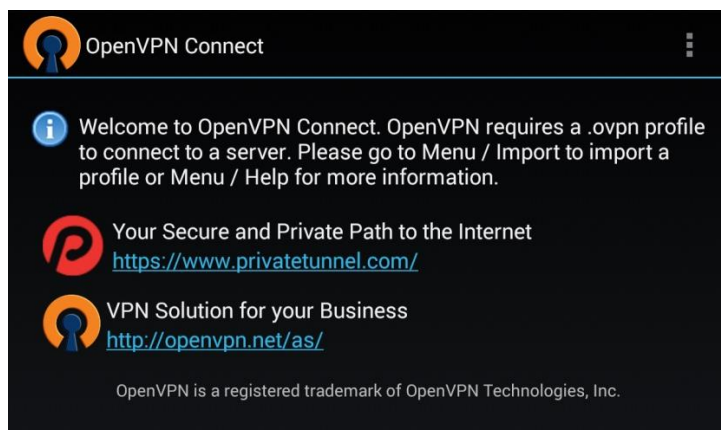 OpenVPN Connect
Welcome to OpenVPN Connect. OpenVPN requires a .ovpn profile
to connect to a server. Please go to Menu / Import to import a
profile or Menu / Help for more information.
Your Secure and Private Path to the Internet
https://www.privatetunnel.com/
VPN Solution for your Business
http://openvpn.net/as/
OpenVPN is a registered trademark of OpenVPN Technologies, Inc.